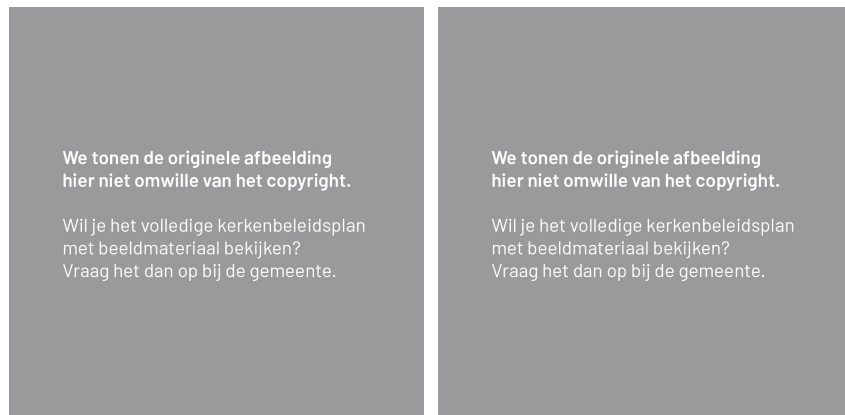 We tonen de originele afbeelding
hier niet omwille van het copyright.
Wil je het volledige kerkenbeleidsplan
met beeldmateriaal bekijken?
Vraag het dan op bij de gemeente.
We tonen de originele afbeelding
hier niet omwille van het copyright.
Wil je het volledige kerkenbeleidsplan
met beeldmateriaal bekijken?
Vraag het dan op bij de gemeente.